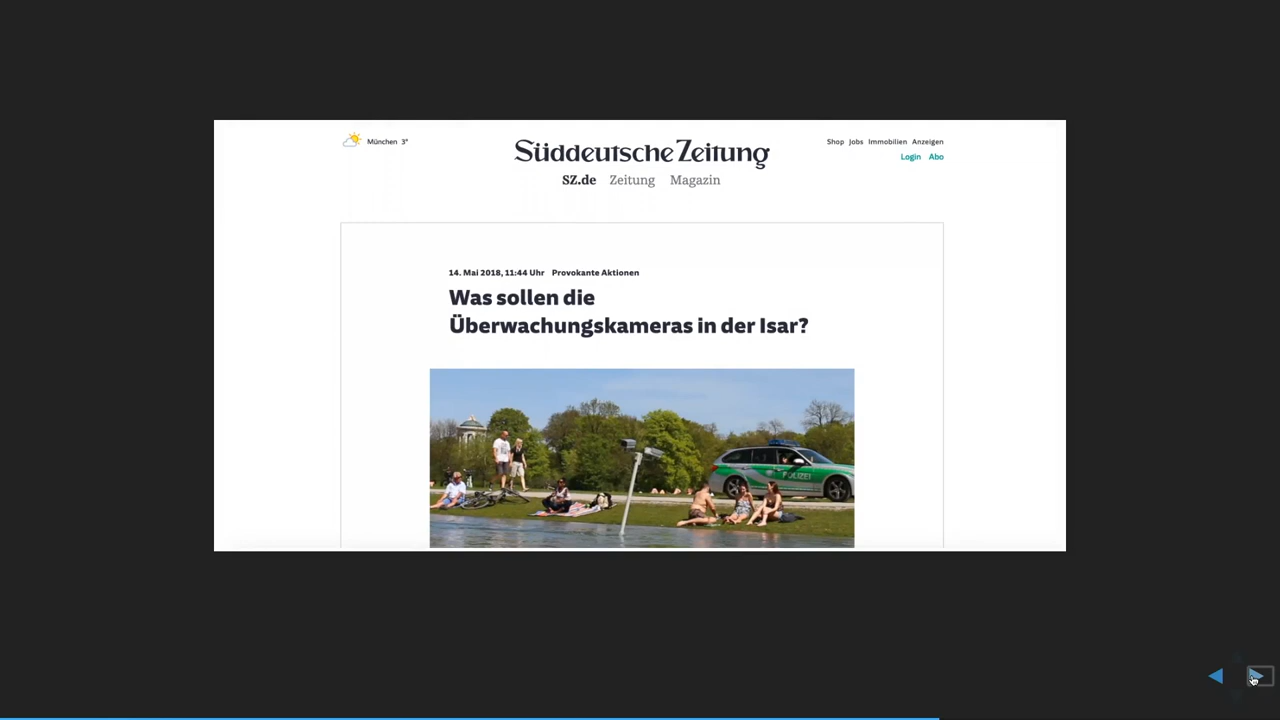 München 3°
Süddeutsche Zeitung
Shop Jobs Immobilien Anzeigen
Login Abo
SZ.de Zeitung Magazin
14. Mai 2018, 11:44 Uhr Provokante Aktionen
Was sollen die
Überwachungskameras in der Isar?
POLIZEI